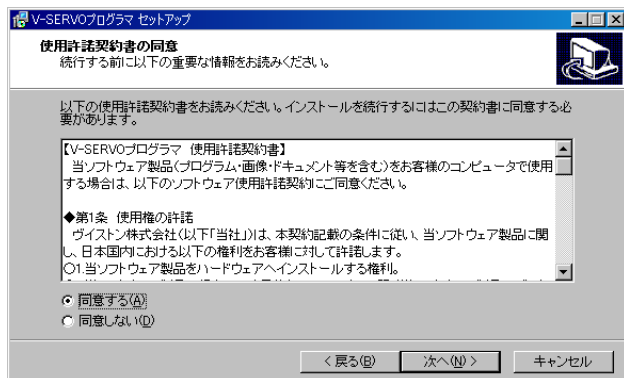 V-SERVOプログラマ セットアップ
使用許諾契約書の同意
続行する前に以下の重要な情報をお読みください。
以下の使用許諾契約書をお読みください。インストールを続行するにはこの契約書に同意する必
要があります。
【V-SERVOプログラマ 使用許諾契約書】
当ソフトウェア製品(プログラム・画像・ドキュメント等を含む)をお客様のコンピュータで使用
する場合は、以下のソフトウェア使用許諾契約にご同意ください。
◆第1条 使用権の許諾
ヴイストン株式会社(以下「当社」)は、本契約記載の条件に従い、当ソフトウェア製品に関
し、日本国内における以下の権利をお客様に対して許諾します。
○1.当ソフトウェア製品をハードウェアへインストールする権利。
同意する(A)
同意しない(D)
< 戻る(B)
次へ(N) >
キャンセル